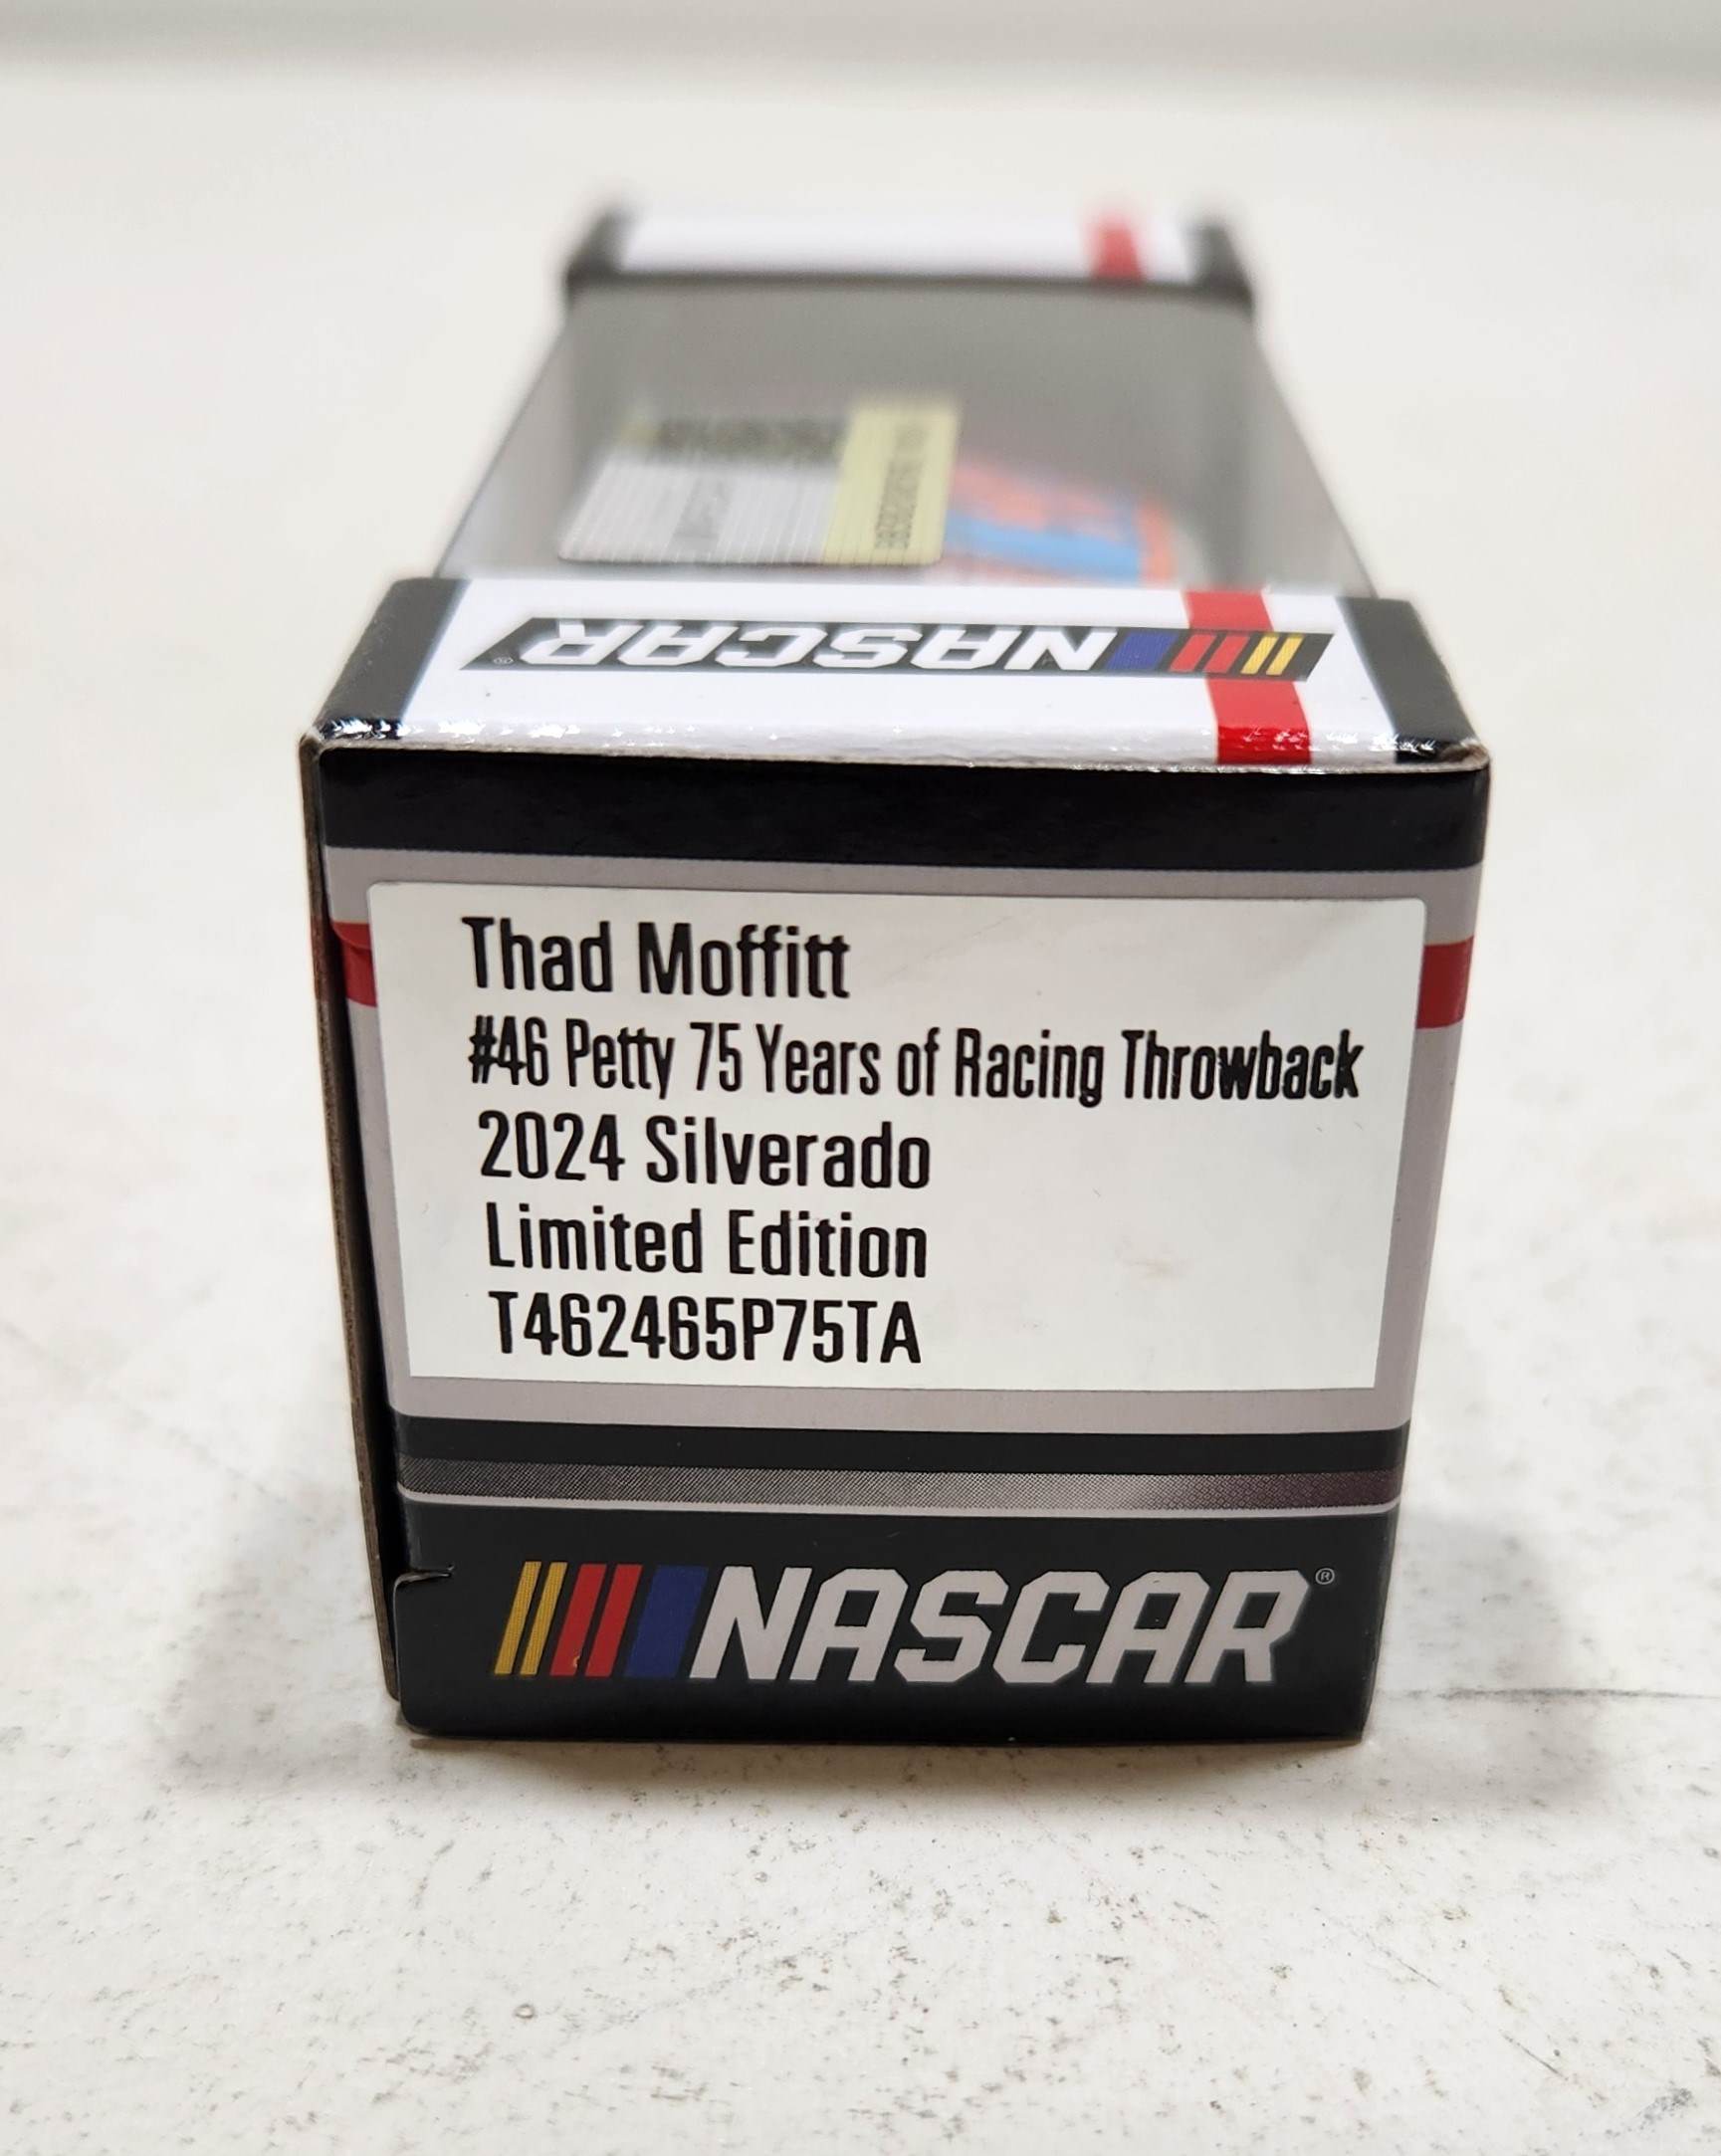 NASCAR®
Thad Moffitt
#46 Petty 75 Years of Racing Throwback
2024 Silverado
Limited Edition
T462465P75TA
NASCAR®